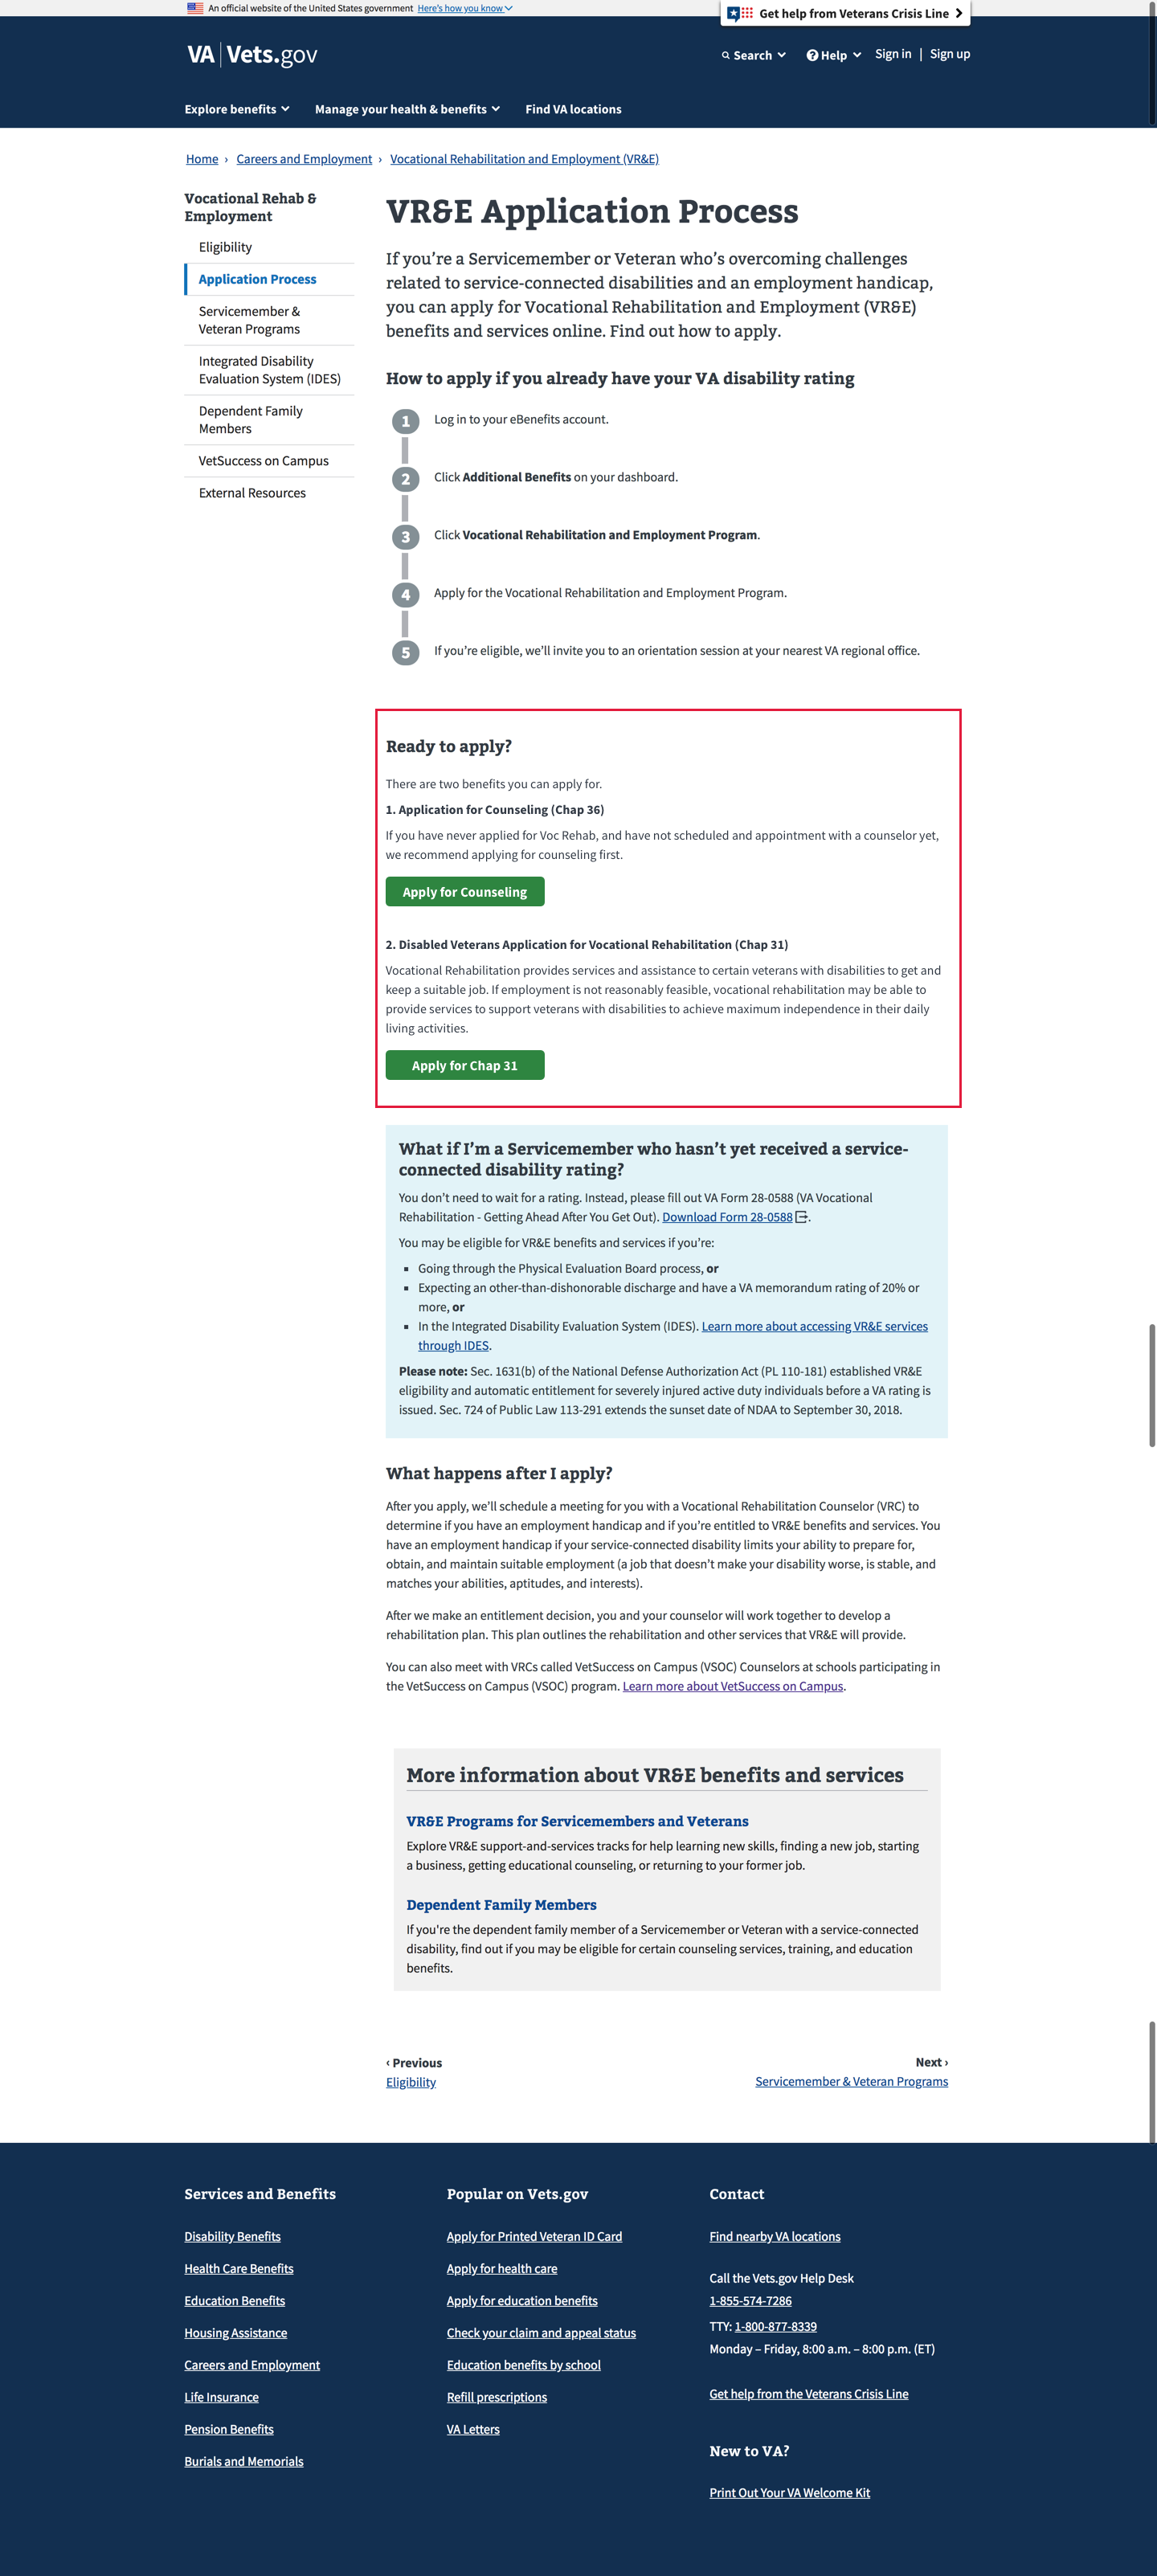 An official website of the United States government Here's how you know
Get help from Veterans Crisis Line
VA | Vets.gov
Search
Help
Sign in | Sign up
Explore benefits
Manage your health & benefits
Find VA locations
Home › Careers and Employment › Vocational Rehabilitation and Employment (VR&E)
Vocational Rehab &
Employment
Eligibility
Application Process
Servicemember &
Veteran Programs
Integrated Disability
Evaluation System (IDES)
Dependent Family
Members
VetSuccess on Campus
External Resources
VR&E Application Process
If you’re a Servicemember or Veteran who’s overcoming challenges
related to service-connected disabilities and an employment handicap,
you can apply for Vocational Rehabilitation and Employment (VR&E)
benefits and services online. Find out how to apply.
How to apply if you already have your VA disability rating
1 Log in to your eBenefits account.
2 Click Additional Benefits on your dashboard.
3 Click Vocational Rehabilitation and Employment Program.
4 Apply for the Vocational Rehabilitation and Employment Program.
5 If you’re eligible, we’ll invite you to an orientation session at your nearest VA regional office.
Ready to apply?
There are two benefits you can apply for.
1. Application for Counseling (Chap 36)
If you have never applied for Voc Rehab, and have not scheduled and appointment with a counselor yet,
we recommend applying for counseling first.
Apply for Counseling
2. Disabled Veterans Application for Vocational Rehabilitation (Chap 31)
Vocational Rehabilitation provides services and assistance to certain veterans with disabilities to get and
keep a suitable job. If employment is not reasonably feasible, vocational rehabilitation may be able to
provide services to support veterans with disabilities to achieve maximum independence in their daily
living activities.
Apply for Chap 31
What if I’m a Servicemember who hasn’t yet received a service-
connected disability rating?
You don’t need to wait for a rating. Instead, please fill out VA Form 28-0588 (VA Vocational
Rehabilitation - Getting Ahead After You Get Out). Download Form 28-0588.
You may be eligible for VR&E benefits and services if you’re:
▪ Going through the Physical Evaluation Board process, or
▪ Expecting an other-than-dishonorable discharge and have a VA memorandum rating of 20% or
more, or
▪ In the Integrated Disability Evaluation System (IDES). Learn more about accessing VR&E services
through IDES.
Please note: Sec. 1631(b) of the National Defense Authorization Act (PL 110-181) established VR&E
eligibility and automatic entitlement for severely injured active duty individuals before a VA rating is
issued. Sec. 724 of Public Law 113-291 extends the sunset date of NDAA to September 30, 2018.
What happens after I apply?
After you apply, we’ll schedule a meeting for you with a Vocational Rehabilitation Counselor (VRC) to
determine if you have an employment handicap and if you’re entitled to VR&E benefits and services. You
have an employment handicap if your service-connected disability limits your ability to prepare for,
obtain, and maintain suitable employment (a job that doesn’t make your disability worse, is stable, and
matches your abilities, aptitudes, and interests).
After we make an entitlement decision, you and your counselor will work together to develop a
rehabilitation plan. This plan outlines the rehabilitation and other services that VR&E will provide.
You can also meet with VRCs called VetSuccess on Campus (VSOC) Counselors at schools participating in
the VetSuccess on Campus (VSOC) program. Learn more about VetSuccess on Campus.
More information about VR&E benefits and services
VR&E Programs for Servicemembers and Veterans
Explore VR&E support-and-services tracks for help learning new skills, finding a new job, starting
a business, getting educational counseling, or returning to your former job.
Dependent Family Members
If you're the dependent family member of a Servicemember or Veteran with a service-connected
disability, find out if you may be eligible for certain counseling services, training, and education
benefits.
‹ Previous
Eligibility
Next ›
Servicemember & Veteran Programs
Services and Benefits
Disability Benefits
Health Care Benefits
Education Benefits
Housing Assistance
Careers and Employment
Life Insurance
Pension Benefits
Burials and Memorials
Popular on Vets.gov
Apply for Printed Veteran ID Card
Apply for health care
Apply for education benefits
Check your claim and appeal status
Education benefits by school
Refill prescriptions
VA Letters
Contact
Find nearby VA locations
Call the Vets.gov Help Desk
1-855-574-7286
TTY: 1-800-877-8339
Monday – Friday, 8:00 a.m. – 8:00 p.m. (ET)
Get help from the Veterans Crisis Line
New to VA?
Print Out Your VA Welcome Kit